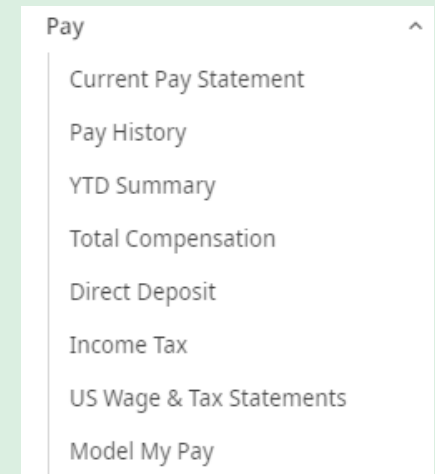 Pay
Current Pay Statement
Pay History
YTD Summary
Total Compensation
Direct Deposit
Income Tax
US Wage & Tax Statements
Model My Pay